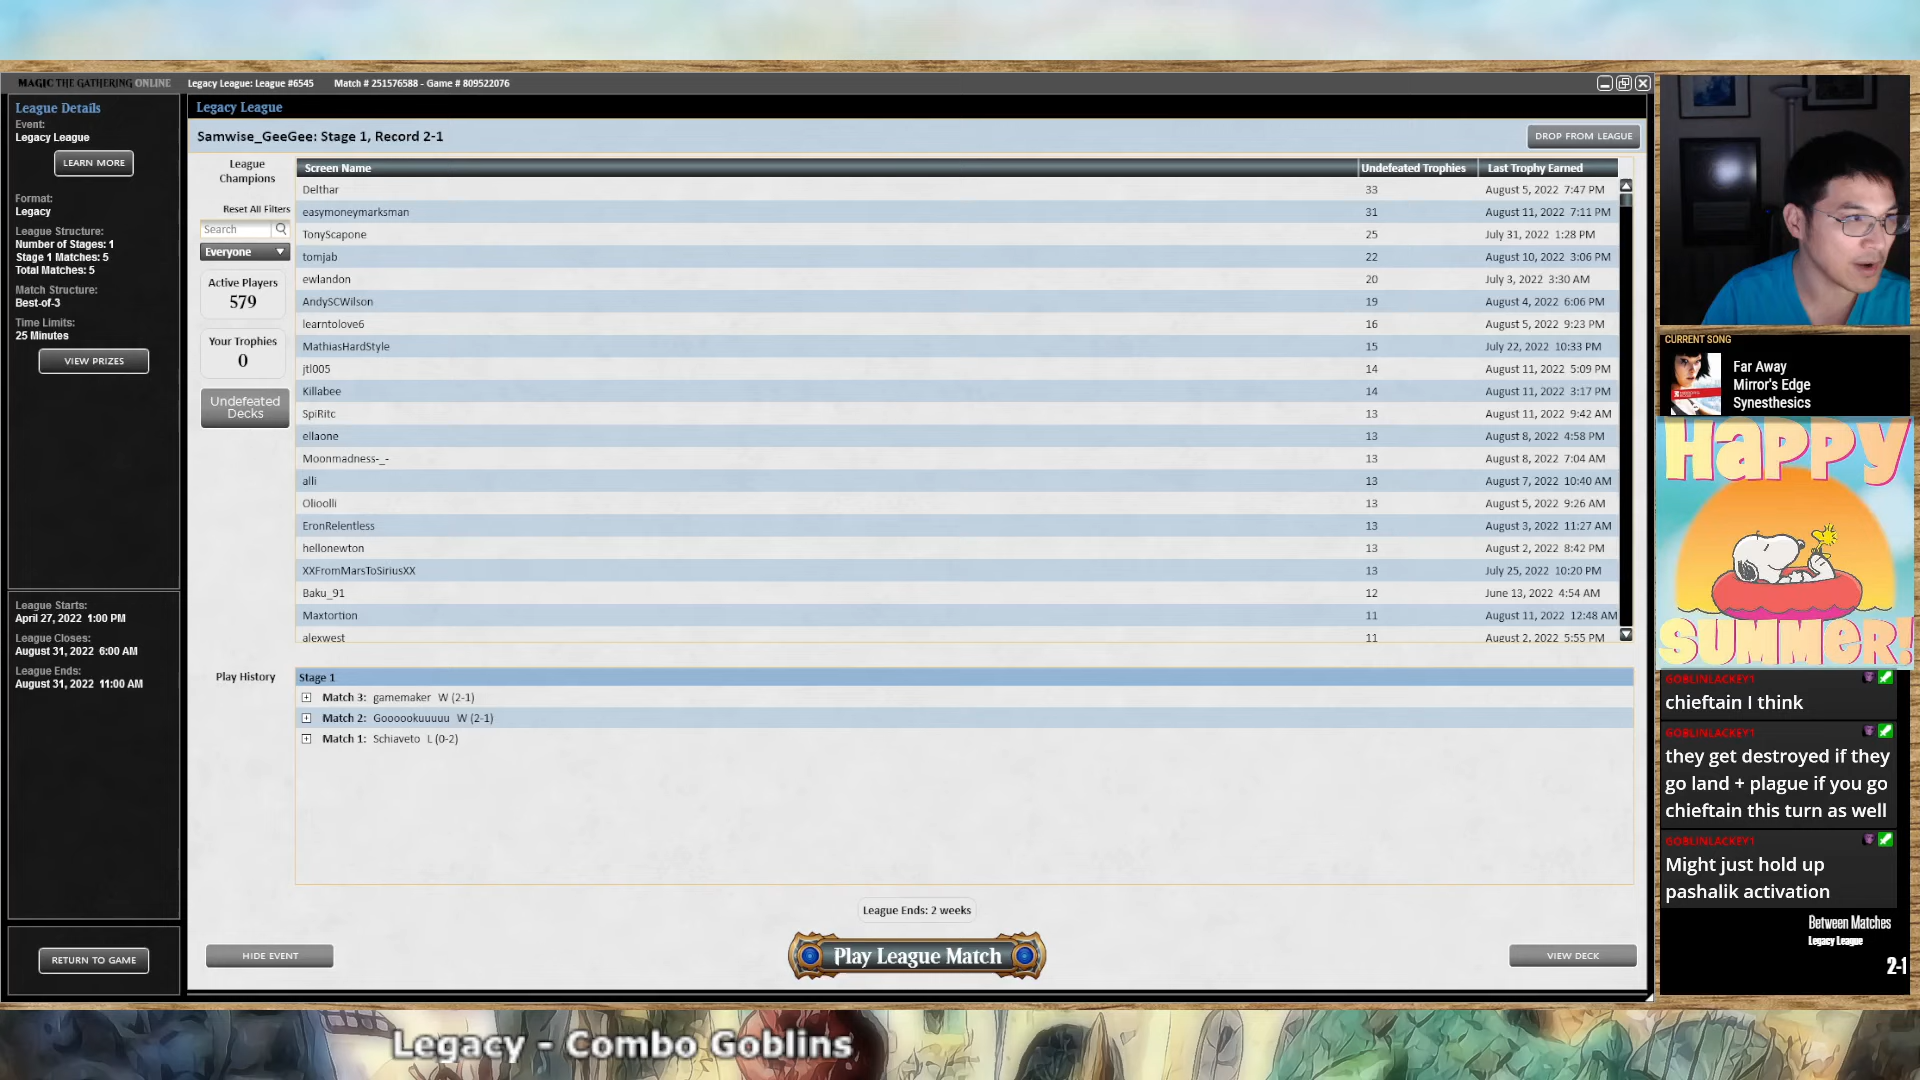 MAGIC THE GATHERING ONLINE
Legacy League: League #6545
Match # 251576588 - Game # 809522076
League Details
Event:
Legacy League
LEARN MORE
Format:
Legacy
League Structure:
Number of Stages: 1
Stage 1 Matches: 5
Total Matches: 5
Match Structure:
Best-of-3
Time Limits:
25 Minutes
VIEW PRIZES
League Starts:
April 27, 2022 1:00 PM
League Closes:
August 31, 2022 6:00 AM
League Ends:
August 31, 2022 11:00 AM
RETURN TO GAME
Legacy League
Samwise_GeeGee: Stage 1, Record 2-1
DROP FROM LEAGUE
League
Champions
Reset All Filters
Search
Everyone
Active Players
579
Your Trophies
0
Undefeated
Decks
Screen Name Undefeated Trophies Last Trophy Earned
Delthar 33 August 5, 2022 7:47 PM
easymoneymarksman 31 August 11, 2022 7:11 PM
TonyScapone 25 July 31, 2022 1:28 PM
tomjab 22 August 10, 2022 3:06 PM
ewlandon 20 July 3, 2022 3:30 AM
AndySCWilson 19 August 4, 2022 6:06 PM
learntolove6 16 August 5, 2022 9:23 PM
MathiasHardStyle 15 July 22, 2022 10:33 PM
jtl005 14 August 11, 2022 5:09 PM
Killabee 14 August 11, 2022 3:17 PM
SpiRitc 13 August 11, 2022 9:42 AM
ellaone 13 August 8, 2022 4:58 PM
Moonmadness-_- 13 August 8, 2022 7:04 AM
alli 13 August 7, 2022 10:40 AM
Olioolli 13 August 5, 2022 9:26 AM
EronRelentless 13 August 3, 2022 11:27 AM
hellonewton 13 August 2, 2022 8:42 PM
XXFromMarsToSiriusXX 13 July 25, 2022 10:20 PM
Baku_91 12 June 13, 2022 4:54 AM
Maxtortion 11 August 11, 2022 12:48 AM
alexwest 11 August 2, 2022 5:55 PM
Play History
Stage 1
Match 3: gamemaker W (2-1)
Match 2: Goooookuuuuu W (2-1)
Match 1: Schiaveto L (0-2)
League Ends: 2 weeks
HIDE EVENT
Play League Match
VIEW DECK
CURRENT SONG
Far Away
Mirror's Edge
Synesthesics
HAPPY
SUMMER!
GOBLINLACKEY1
chieftain I think
GOBLINLACKEY1
they get destroyed if they
go land + plague if you go
chieftain this turn as well
GOBLINLACKEY1
Might just hold up
pashalik activation
Between Matches
Legacy League
2-1
Legacy - Combo Goblins